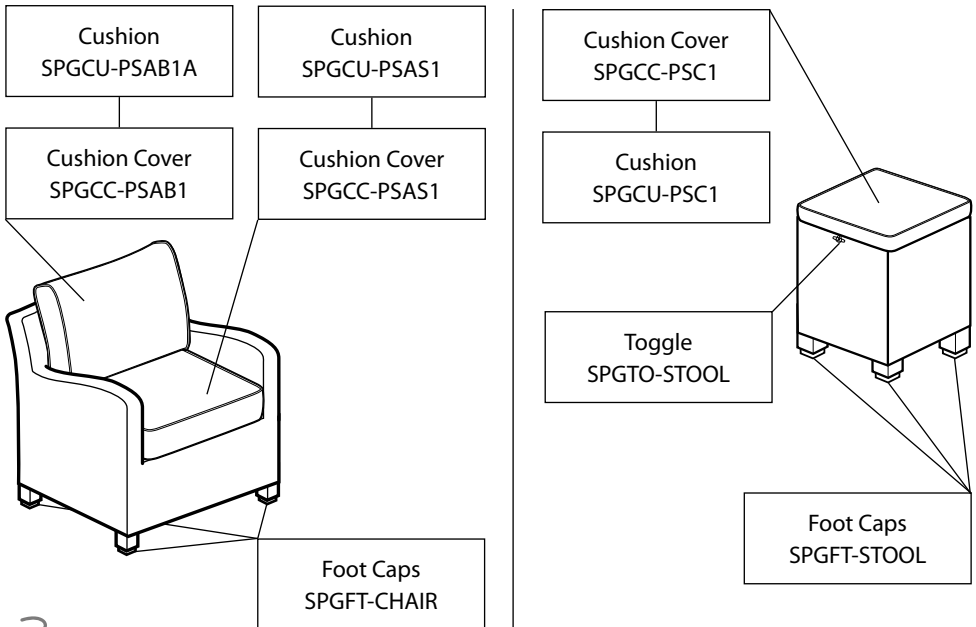 Cushion
SPGCU-PSAB1A
Cushion
SPGCU-PSAS1
Cushion Cover
SPGCC-PSAB1
Cushion Cover
SPGCC-PSAS1
Foot Caps
SPGFT-CHAIR
Cushion Cover
SPGCC-PSC1
Cushion
SPGCU-PSC1
Toggle
SPGTO-STOOL
Foot Caps
SPGFT-STOOL